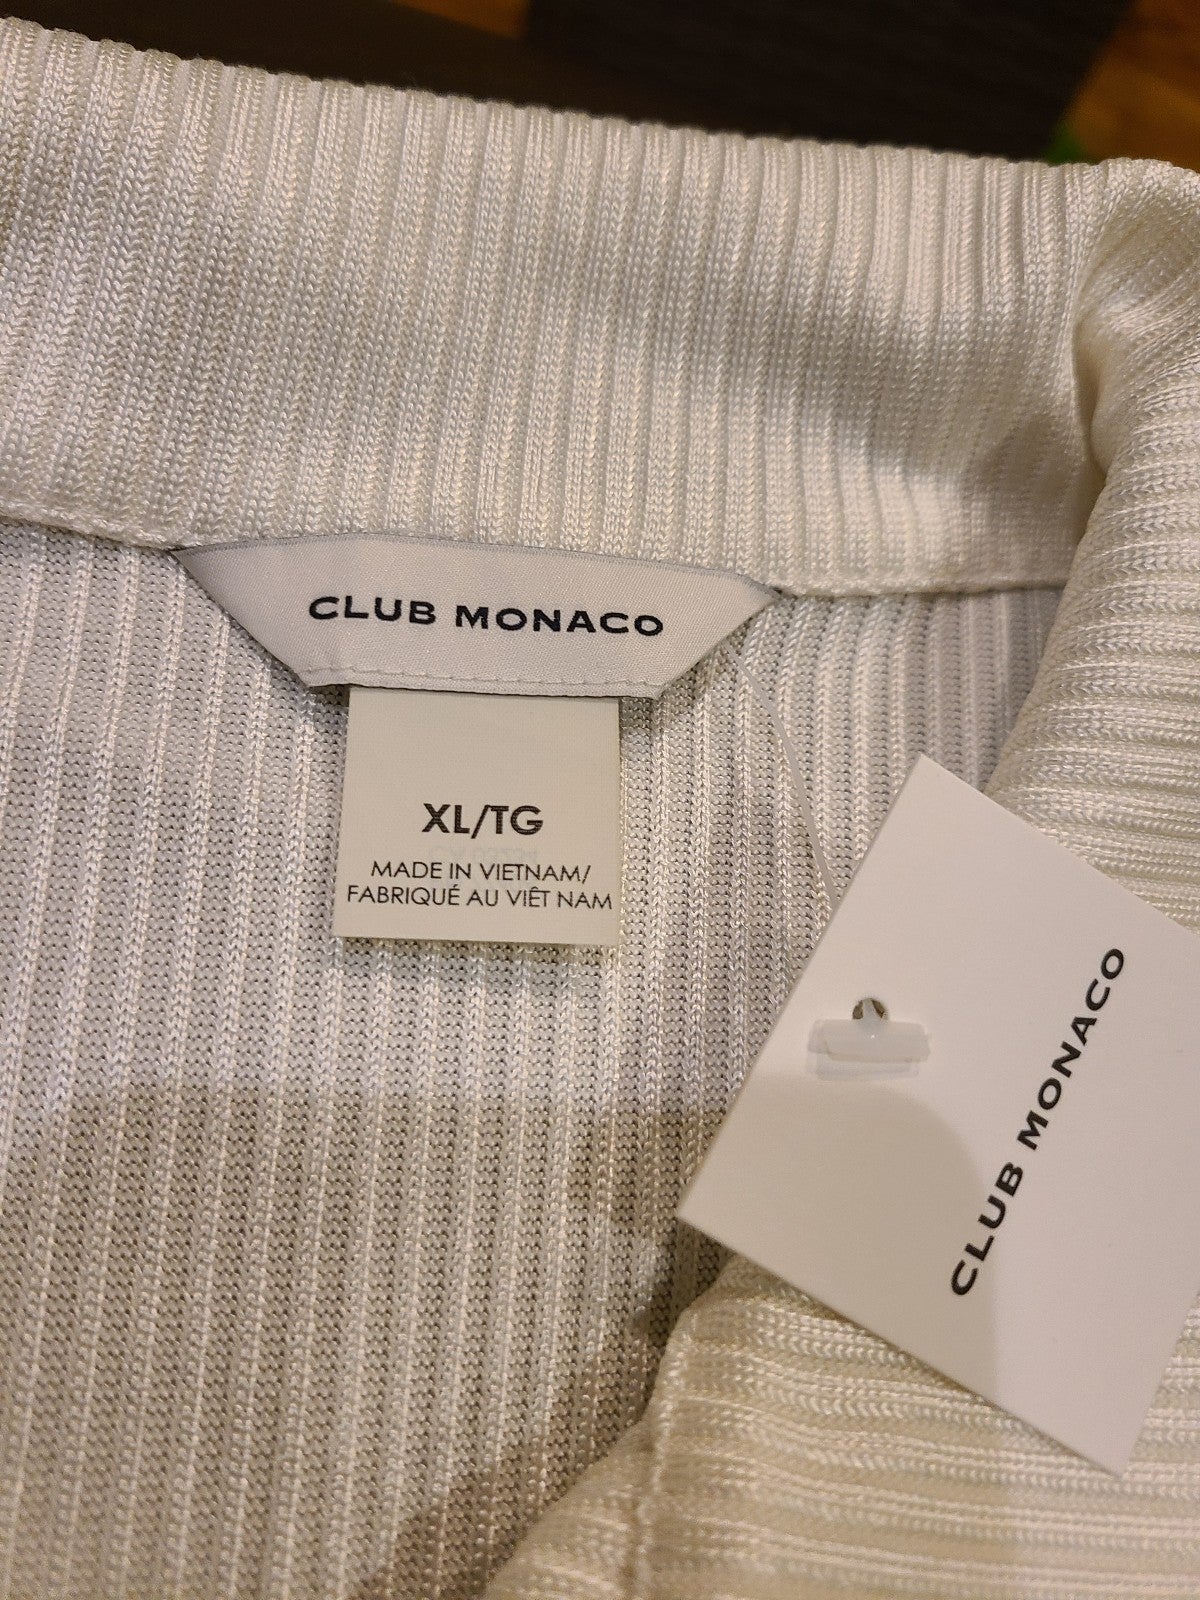 CLUB MONACO
XL/TG
MADE IN VIETNAM/
FABRIQUÉ AU VIÊT NAM
CLUB MONACO